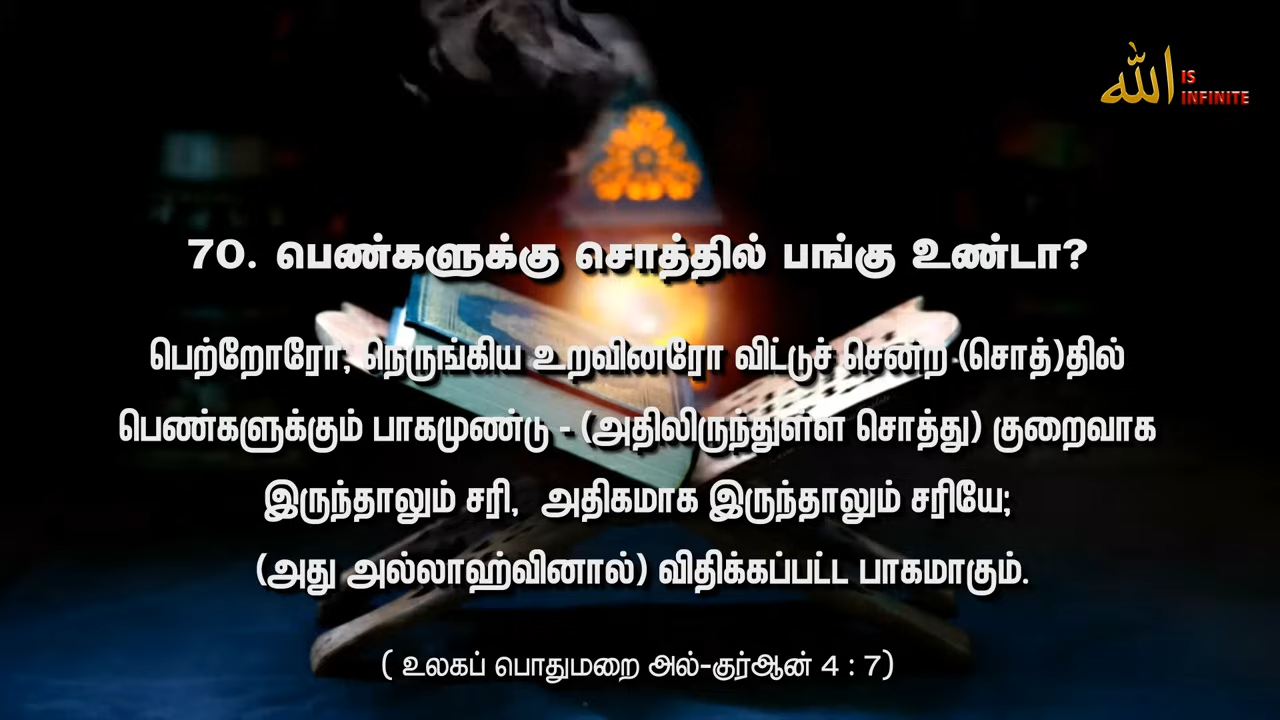 الله IS
INFINITE
70. பெண்களுக்கு சொத்தில் பங்கு உண்டா?
பெற்றோரோ, நெருங்கிய உறவினரோ விட்டுச் சென்ற (சொத்)தில்
பெண்களுக்கும் பாகமுண்டு - (அதிலிருந்துள்ள சொத்து) குறைவாக
இருந்தாலும் சரி, அதிகமாக இருந்தாலும் சரியே;
(அது அல்லாஹ்வினால்) விதிக்கப்பட்ட பாகமாகும்.
( உலகப் பொதுமறை அல்-குர்ஆன் 4 : 7)